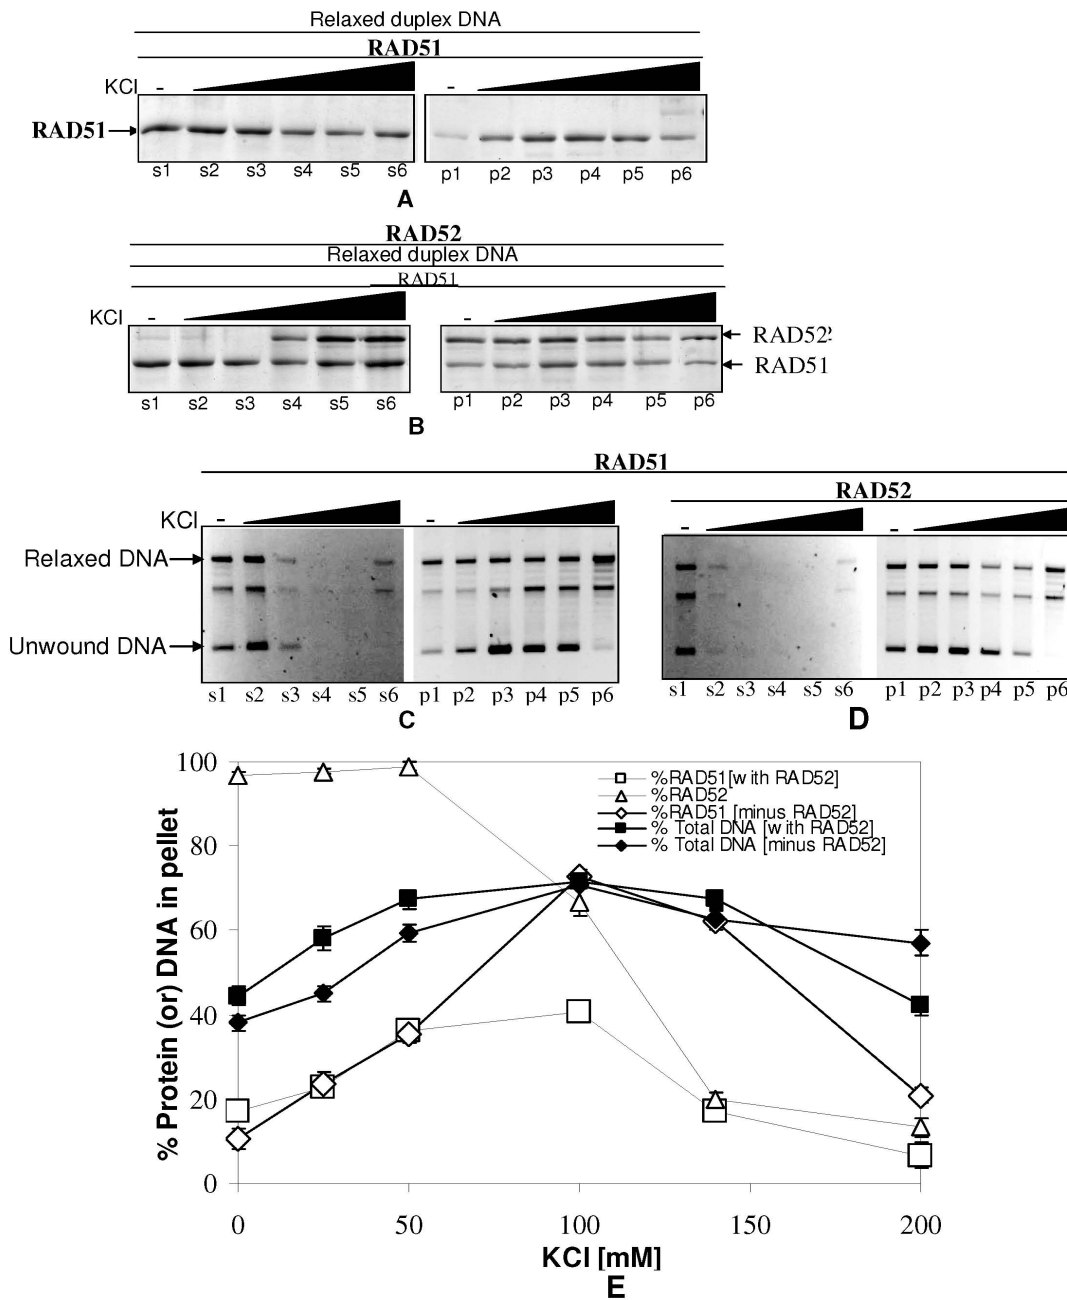 Relaxed duplex DNA
RAD51
KCl -
RAD51
s1 s2 s3 s4 s5 s6 p1 p2 p3 p4 p5 p6
A
RAD52
Relaxed duplex DNA
RAD51
KCl - -
RAD52
RAD51
s1 s2 s3 s4 s5 s6 p1 p2 p3 p4 p5 p6
B
RAD51
RAD52
KCl - - - -
Relaxed DNA
Unwound DNA
s1 s2 s3 s4 s5 s6 p1 p2 p3 p4 p5 p6 s1 s2 s3 s4 s5 s6 p1 p2 p3 p4 p5 p6
C D
%RAD51[with RAD52]
%RAD52
%RAD51 [minus RAD52]
% Total DNA [with RAD52]
% Total DNA [minus RAD52]
% Protein (or) DNA in pellet
100
80
60
40
20
0
0 50 100 150 200
KCl [mM]
E